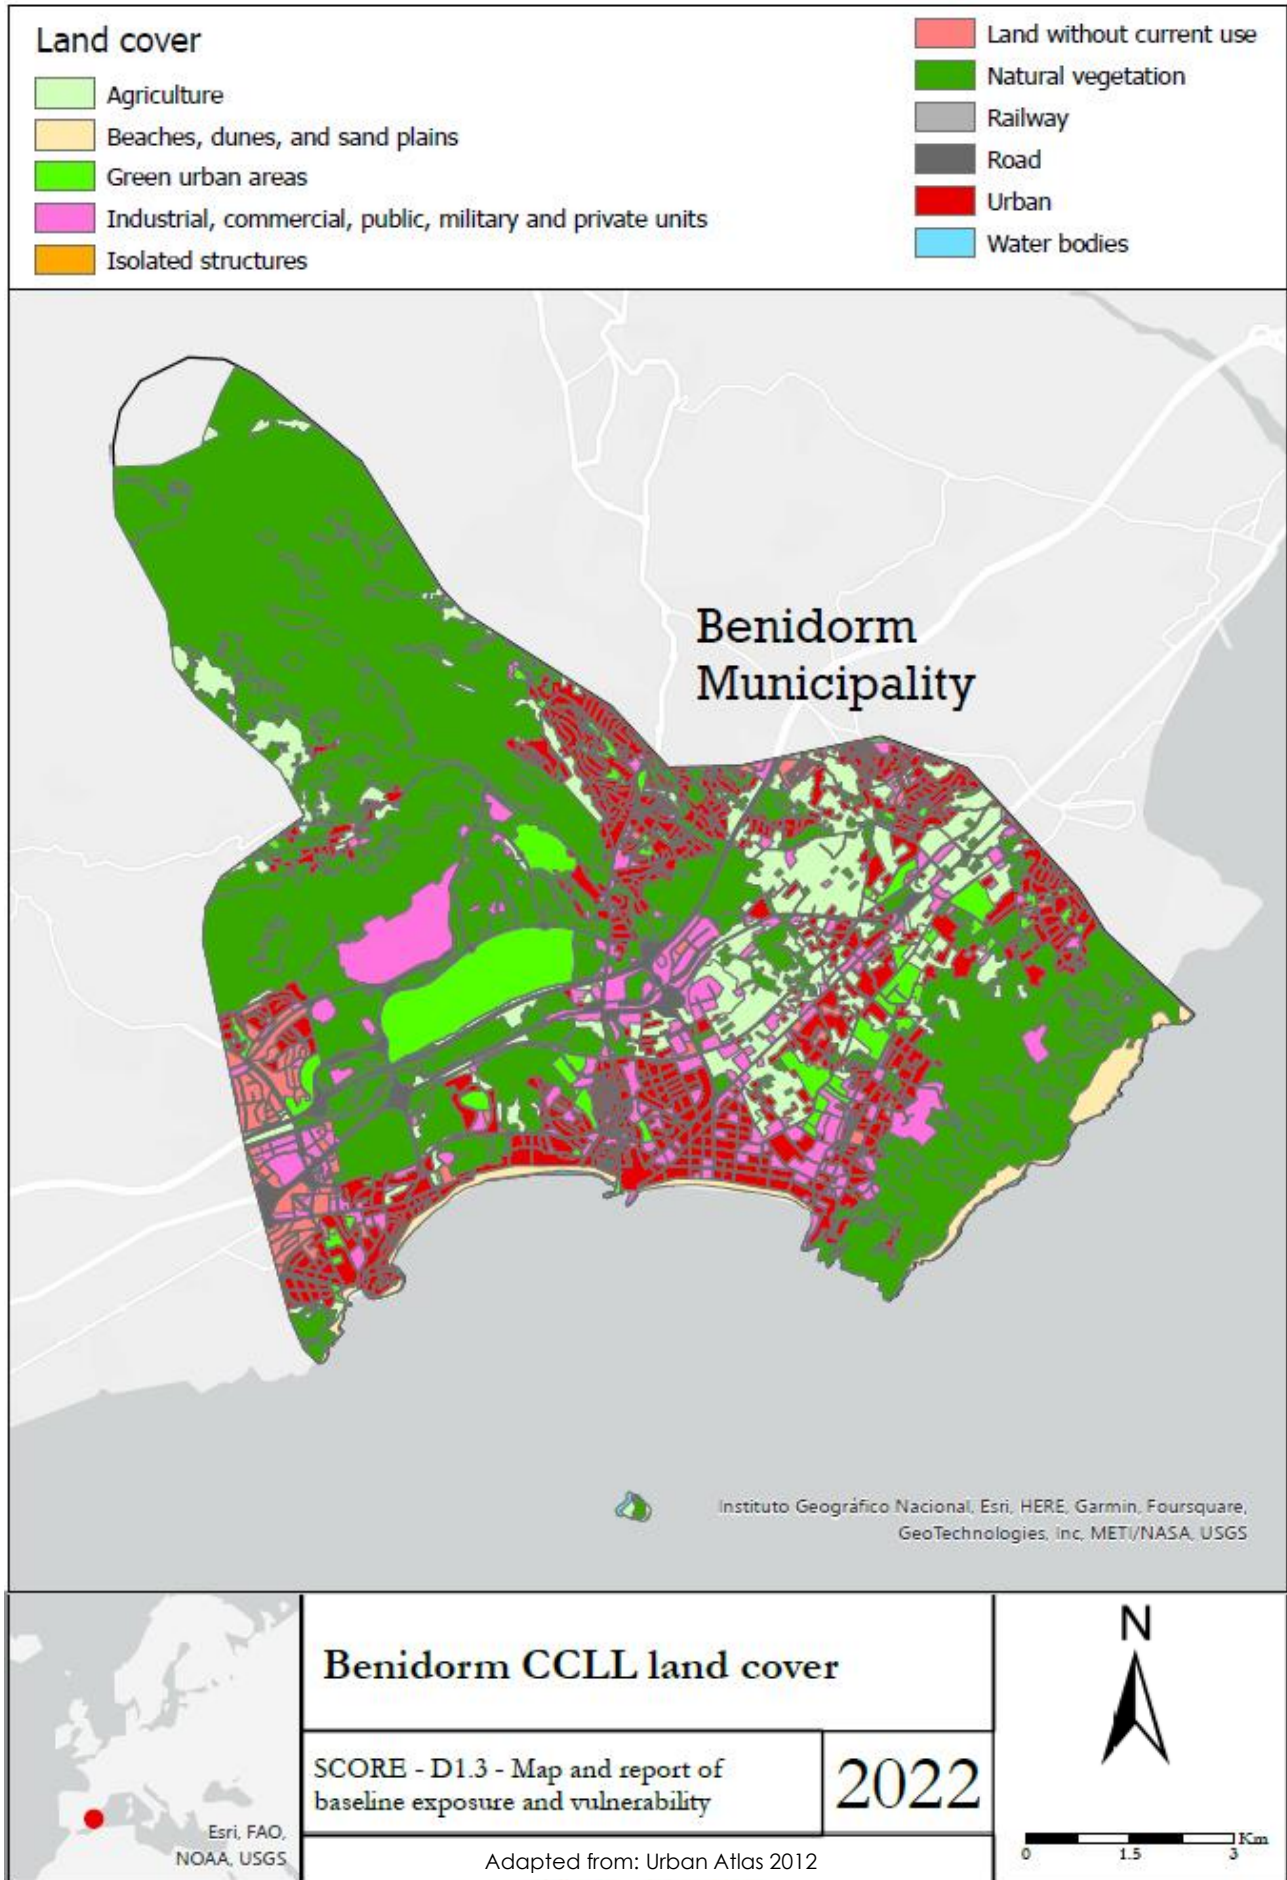 Land cover
Agriculture
Beaches, dunes, and sand plains
Green urban areas
Industrial, commercial, public, military and private units
Isolated structures
Land without current use
Natural vegetation
Railway
Road
Urban
Water bodies
Benidorm
Municipality
Instituto Geográfico Nacional, Esri, HERE, Garmin, Foursquare,
GeoTechnologies, Inc, METI/NASA, USGS
Esri, FAO,
NOAA, USGS
Benidorm CCLL land cover
SCORE - D1.3 - Map and report of
baseline exposure and vulnerability
2022
Adapted from: Urban Atlas 2012
N
Km
0 1.5 3